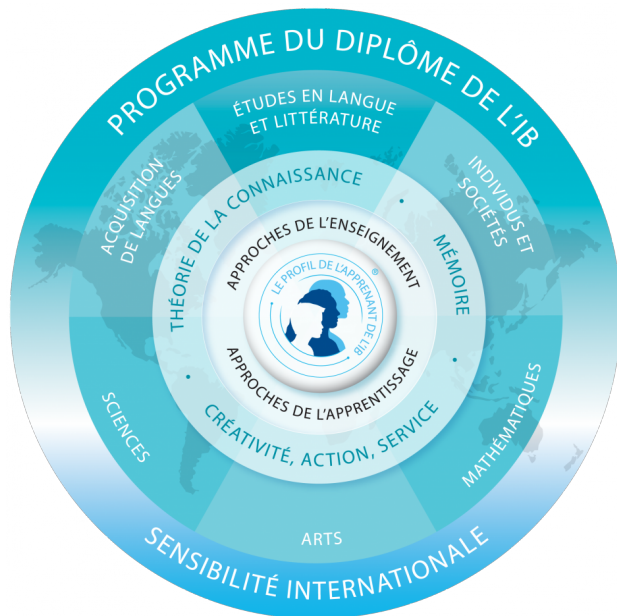 PROGRAMME DU DIPLÔME DE L'IB
ÉTUDES EN LANGUE
ET LITTÉRATURE
ACQUISITION
DE LANGUES
INDIVIDUS ET
SOCIÉTÉS
THÉORIE DE LA CONNAISSANCE
MÉMOIRE
APPROCHES DE L'ENSEIGNEMENT
LE PROFIL DE L'APPRENANT DE L'IB
®
APPROCHES DE L'APPRENTISSAGE
CRÉATIVITÉ, ACTION, SERVICE
SCIENCES
MATHÉMATIQUES
ARTS
SENSIBILITÉ INTERNATIONALE